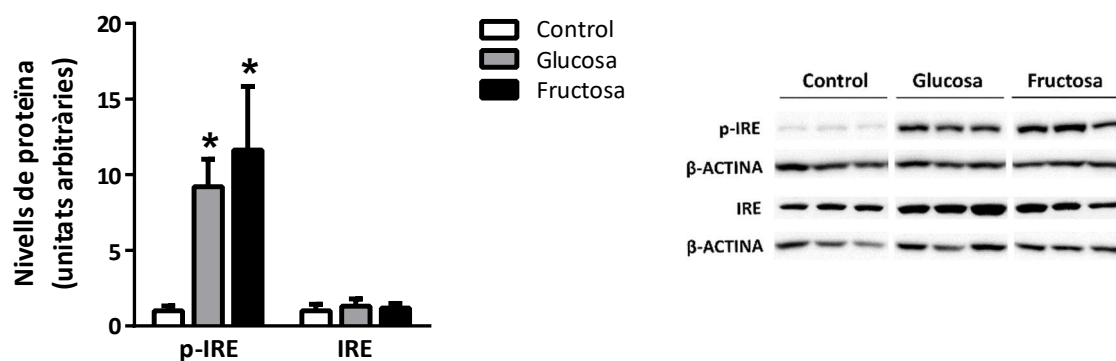 Nivells de proteïna
(unitats arbitràries)
20
15
10
5
0
*
*
p-IRE
IRE
Control
Glucosa
Fructosa
Control
Glucosa
Fructosa
p-IRE
β-ACTINA
IRE
β-ACTINA